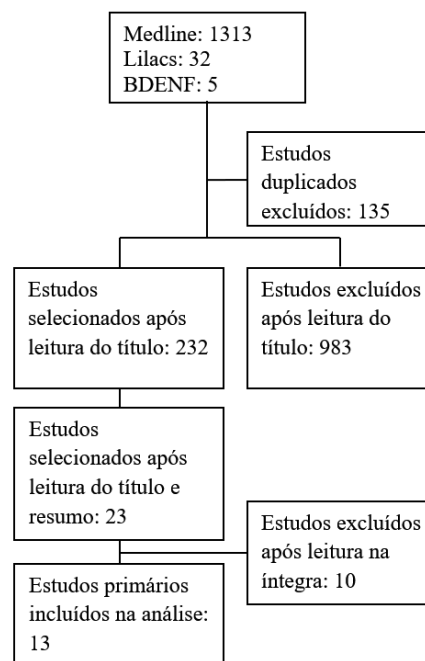 Medline: 1313
Lilacs: 32
BDENF: 5
Estudos
duplicados
excluídos: 135
Estudos
selecionados após
leitura do título: 232
Estudos excluídos
após leitura do
título: 983
Estudos
selecionados após
leitura do título e
resumo: 23
Estudos excluídos
após leitura na
íntegra: 10
Estudos primários
incluídos na análise:
13